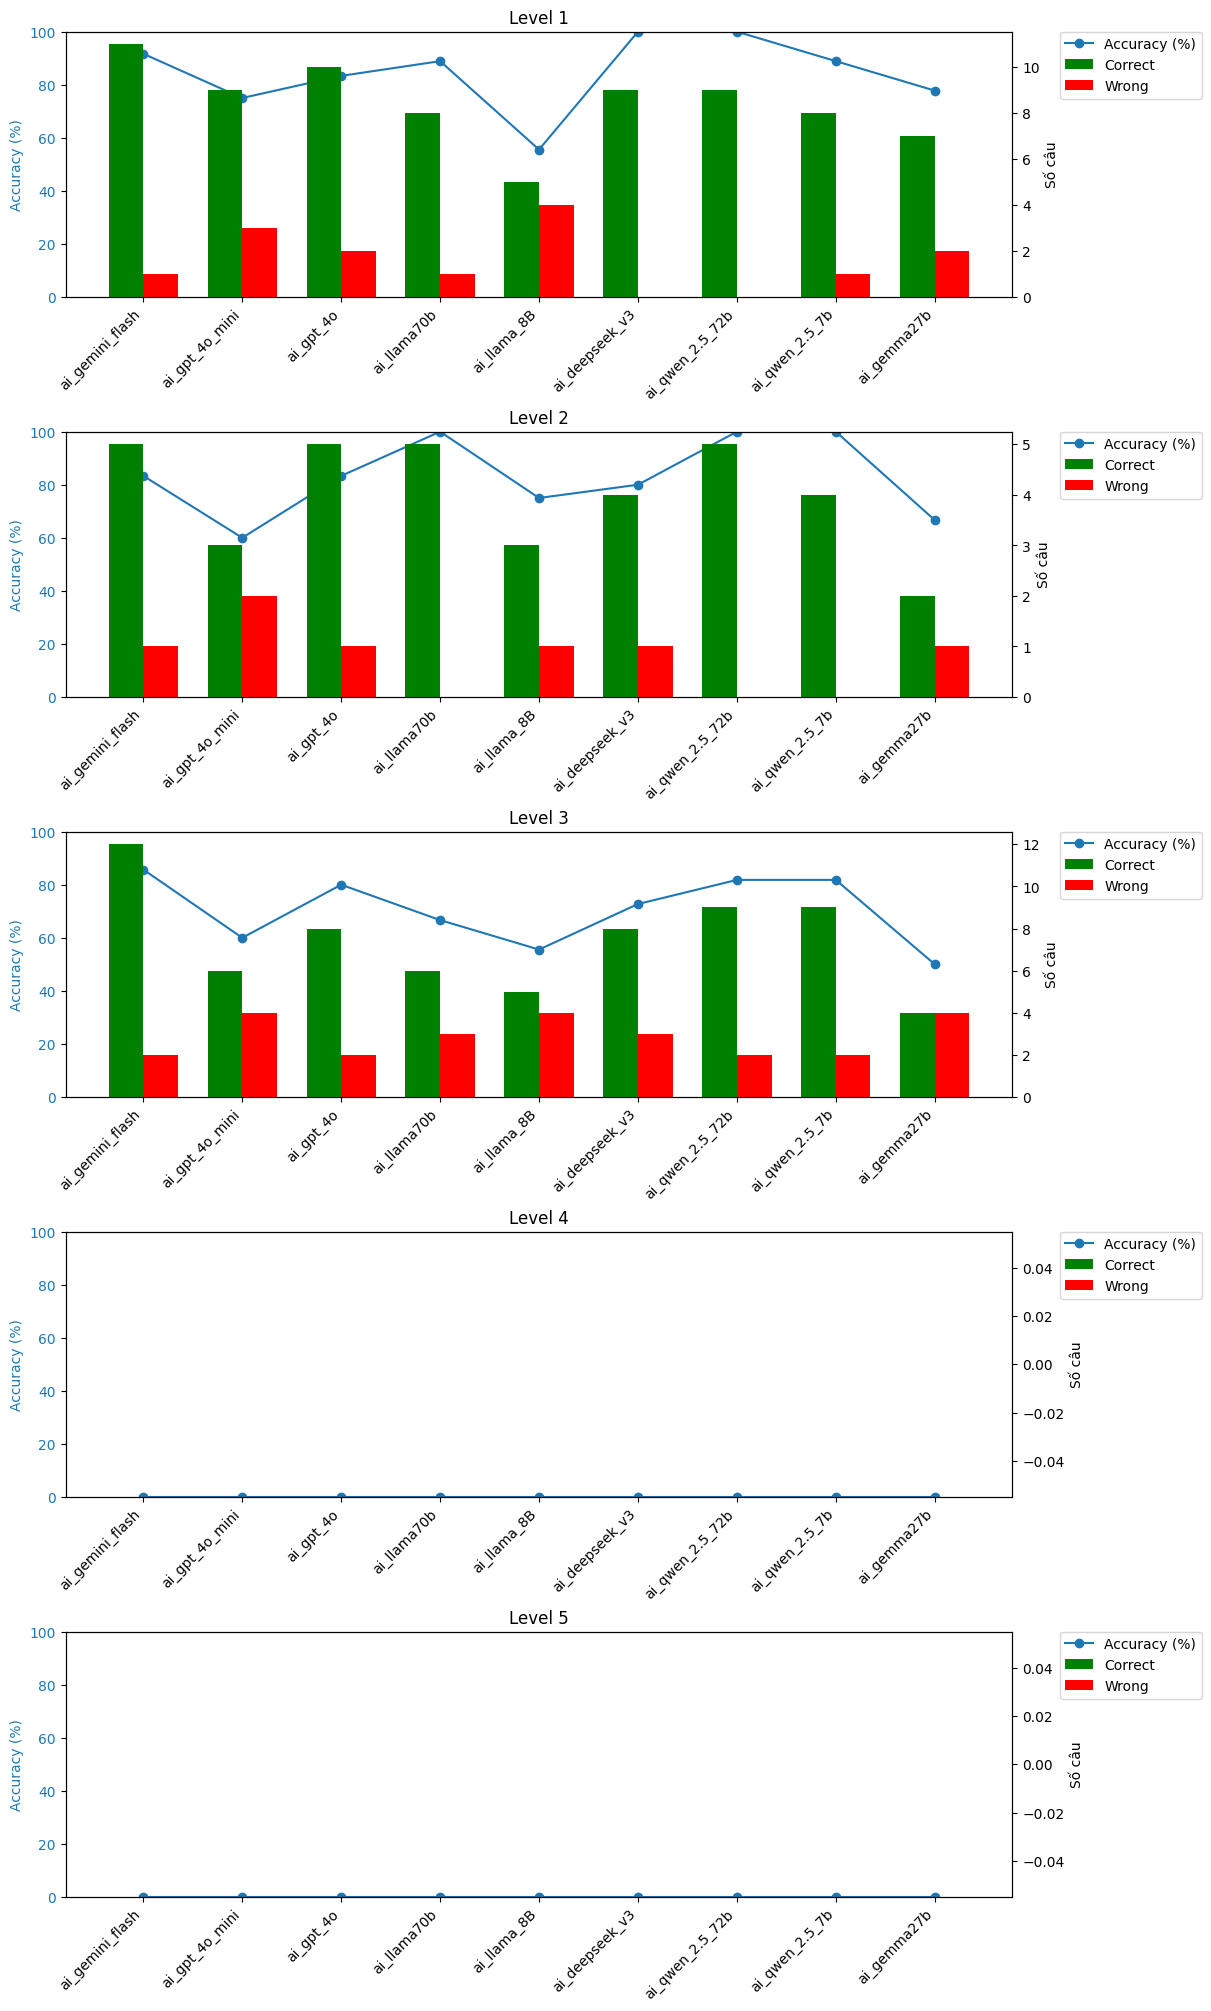 Level 1
100
80
60
40
20
0
Accuracy (%)
10
8
6
4
2
0
Số câu
Accuracy (%)
Correct
Wrong
ai_gemini_flash
ai_gpt_4o_mini
ai_gpt_4o
ai_llama70b
ai_llama_8B
ai_deepseek_v3
ai_qwen_2.5_72b
ai_qwen_2.5_7b
ai_gemma27b
Level 2
100
80
60
40
20
0
Accuracy (%)
5
4
3
2
1
0
Số câu
Accuracy (%)
Correct
Wrong
ai_gemini_flash
ai_gpt_4o_mini
ai_gpt_4o
ai_llama70b
ai_llama_8B
ai_deepseek_v3
ai_qwen_2.5_72b
ai_qwen_2.5_7b
ai_gemma27b
Level 3
100
80
60
40
20
0
Accuracy (%)
12
10
8
6
4
2
0
Số câu
Accuracy (%)
Correct
Wrong
ai_gemini_flash
ai_gpt_4o_mini
ai_gpt_4o
ai_llama70b
ai_llama_8B
ai_deepseek_v3
ai_qwen_2.5_72b
ai_qwen_2.5_7b
ai_gemma27b
Level 4
100
80
60
40
20
0
Accuracy (%)
0.04
0.02
0.00
−0.02
−0.04
Số câu
Accuracy (%)
Correct
Wrong
ai_gemini_flash
ai_gpt_4o_mini
ai_gpt_4o
ai_llama70b
ai_llama_8B
ai_deepseek_v3
ai_qwen_2.5_72b
ai_qwen_2.5_7b
ai_gemma27b
Level 5
100
80
60
40
20
0
Accuracy (%)
0.04
0.02
0.00
−0.02
−0.04
Số câu
Accuracy (%)
Correct
Wrong
ai_gemini_flash
ai_gpt_4o_mini
ai_gpt_4o
ai_llama70b
ai_llama_8B
ai_deepseek_v3
ai_qwen_2.5_72b
ai_qwen_2.5_7b
ai_gemma27b